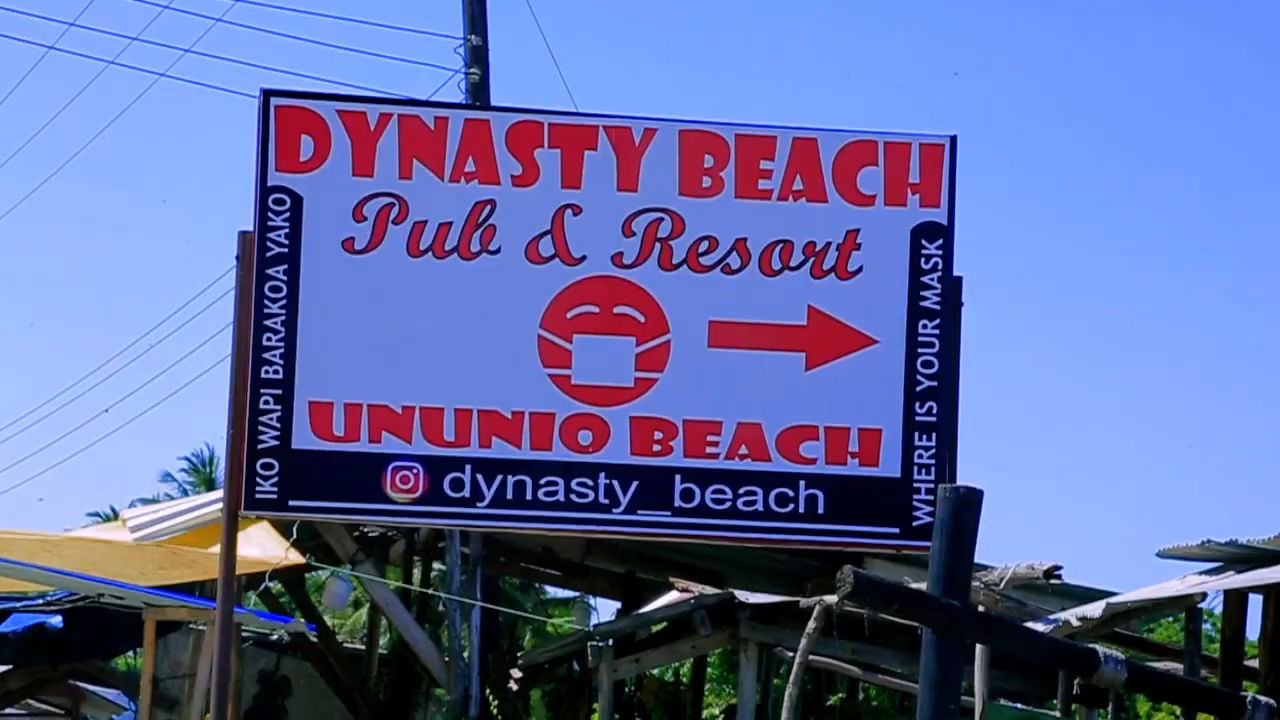 DYNASTY BEACH
Pub & Resort
IKO WAPI BARAKOA YAKO
WHERE IS YOUR MASK
UNUNIO BEACH
dynasty_beach